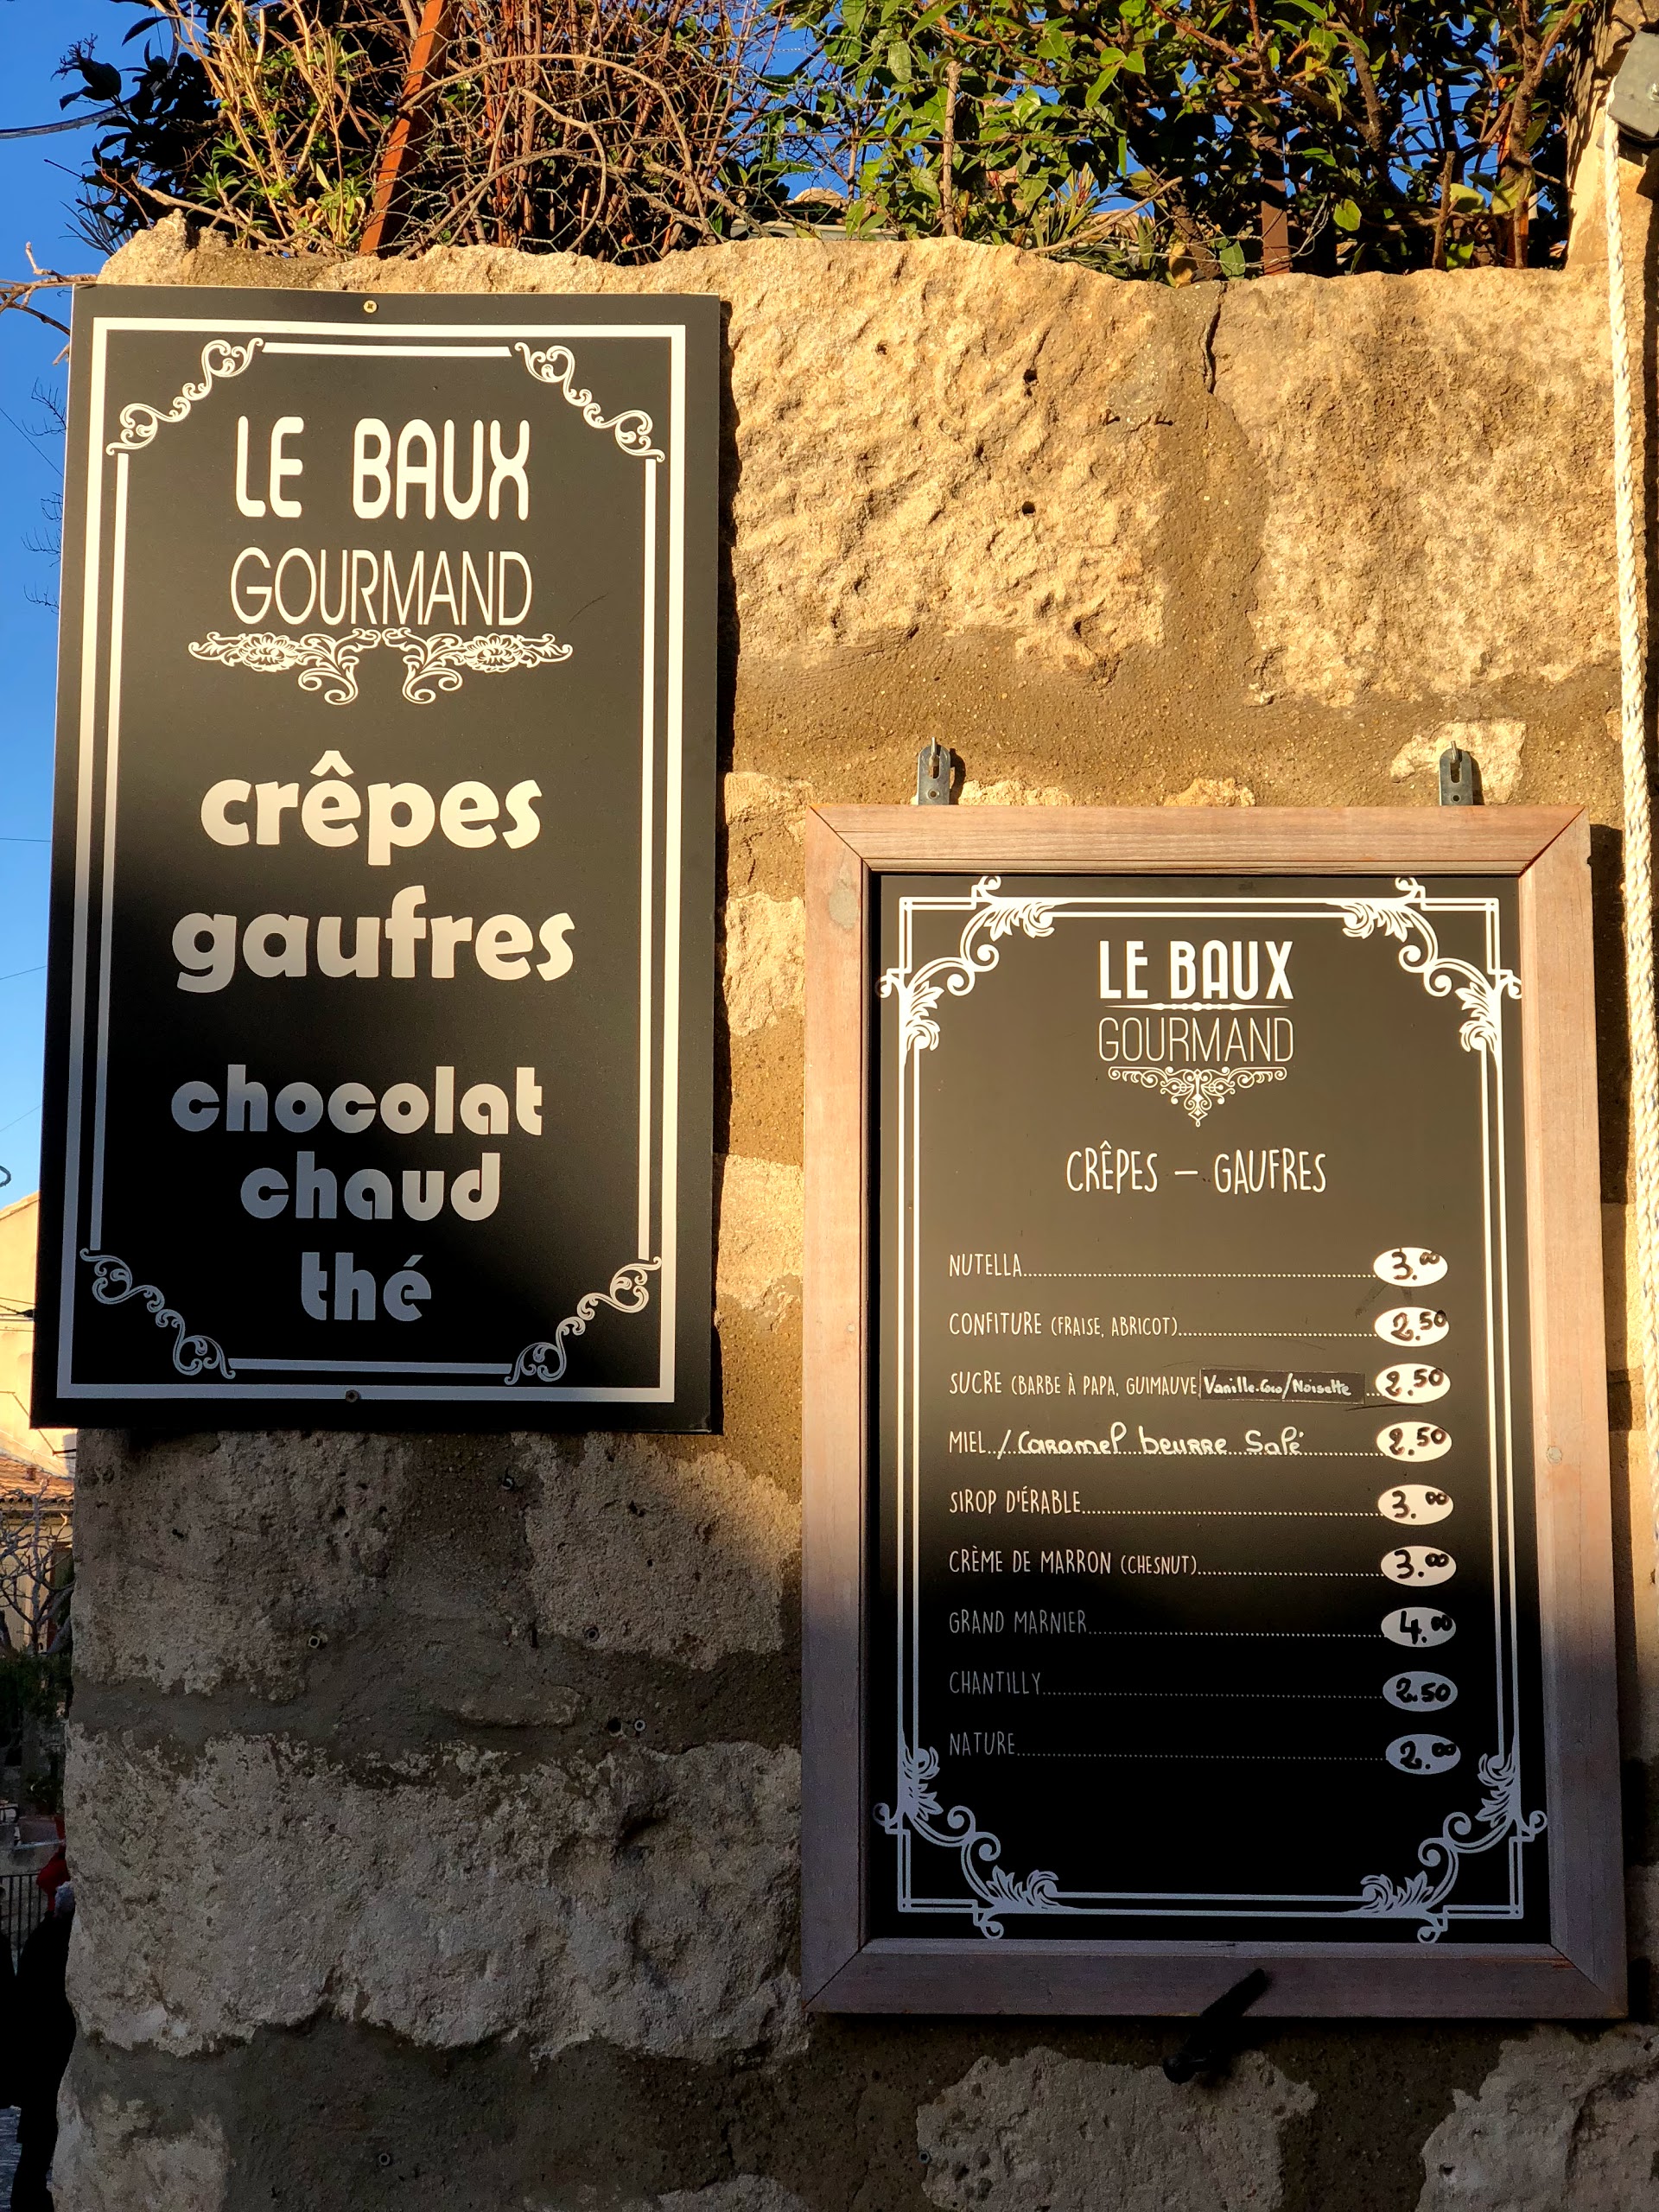 LE BAUX
GOURMAND
crêpes
gaufres
chocolat
chaud
thé
LE BAUX
GOURMAND
CRÊPES – GAUFRES
NUTELLA 3.00
CONFITURE (FRAISE, ABRICOT) 2.50
SUCRE (BARBE À PAPA, GUIMAUVE Vanille-Coco/Noisette 2.50
MIEL / Caramel beurre Salé 2.50
SIROP D'ÉRABLE 3.00
CRÈME DE MARRON (CHESNUT) 3.00
GRAND MARNIER 4.00
CHANTILLY 2.50
NATURE 2.00